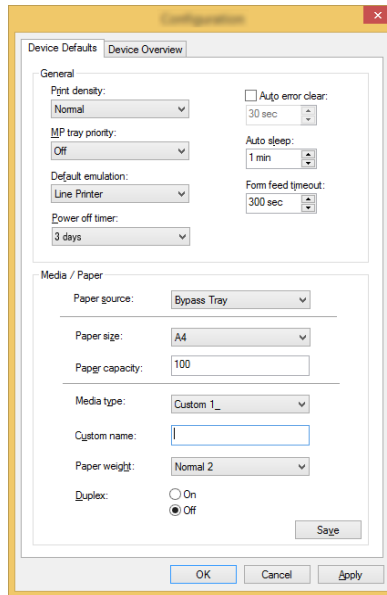 Configuration
Device Defaults Device Overview
General
Print density:
Normal
Auto error clear:
30 sec
MP tray priority:
Off
Auto sleep:
1 min
Default emulation:
Line Printer
Form feed timeout:
300 sec
Power off timer:
3 days
Media / Paper
Paper source: Bypass Tray
Paper size: A4
Paper capacity: 100
Media type: Custom 1_
Custom name:
Paper weight: Normal 2
Duplex: On
Off
Save
OK Cancel Apply